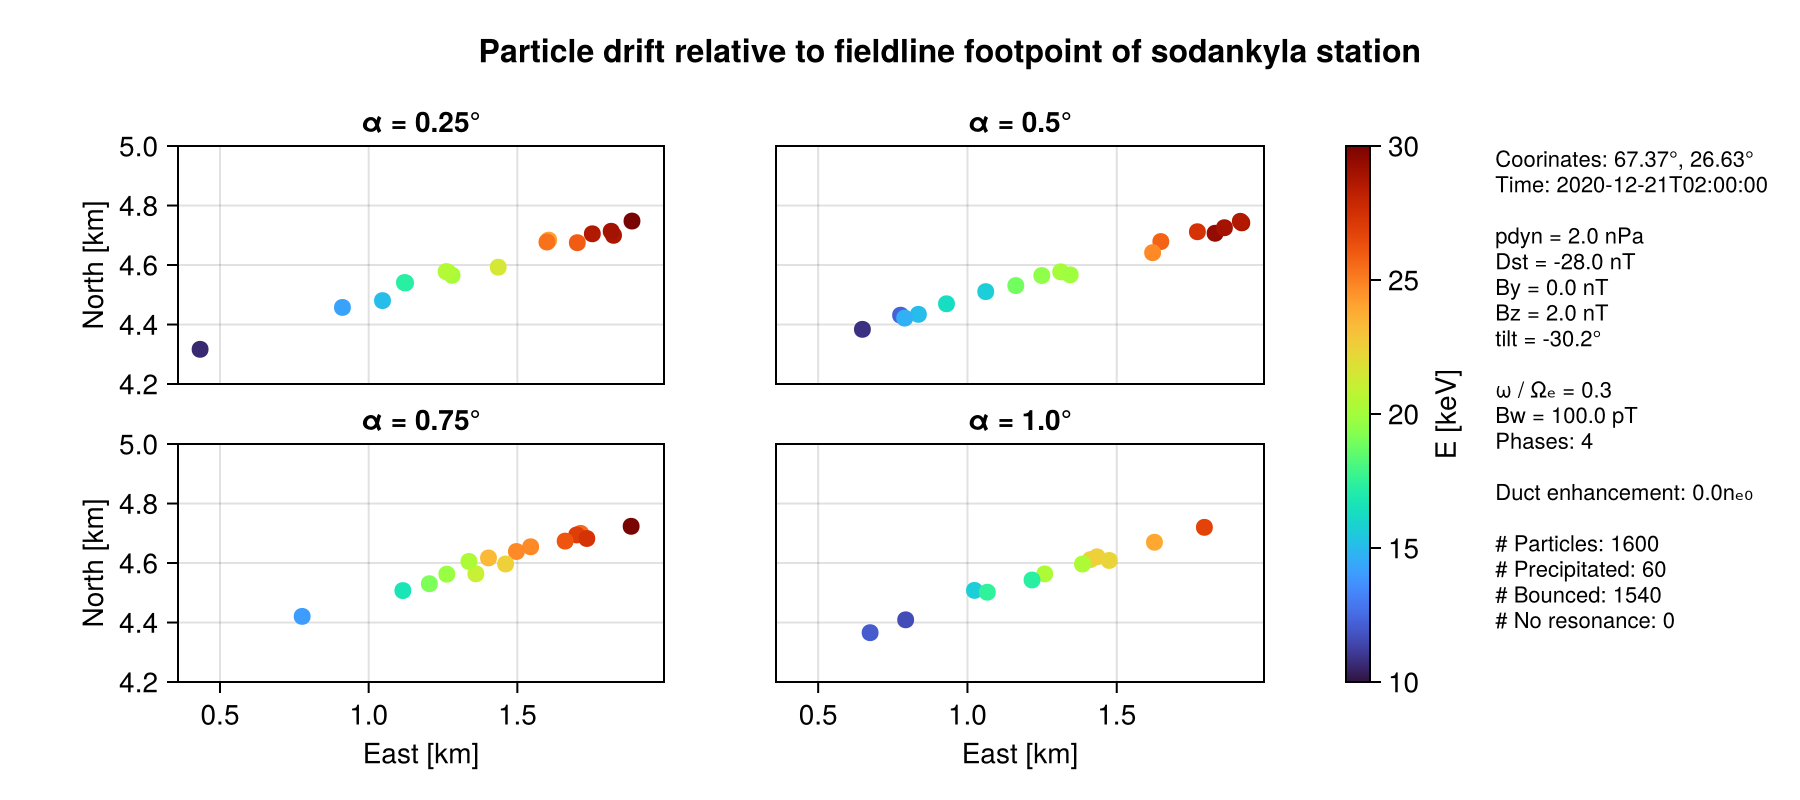 Particle drift relative to fieldline footpoint of sodankyla station
α = 0.25°
α = 0.5°
5.0
4.8
4.6
4.4
4.2
North [km]
α = 0.75°
α = 1.0°
5.0
4.8
4.6
4.4
4.2
North [km]
0.5 1.0 1.5
East [km]
0.5 1.0 1.5
East [km]
30
25
20
15
10
E [keV]
Coorinates: 67.37°, 26.63°
Time: 2020-12-21T02:00:00
pdyn = 2.0 nPa
Dst = -28.0 nT
By = 0.0 nT
Bz = 2.0 nT
tilt = -30.2°
ω / Ωₑ = 0.3
Bw = 100.0 pT
Phases: 4
Duct enhancement: 0.0nₑ₀
# Particles: 1600
# Precipitated: 60
# Bounced: 1540
# No resonance: 0